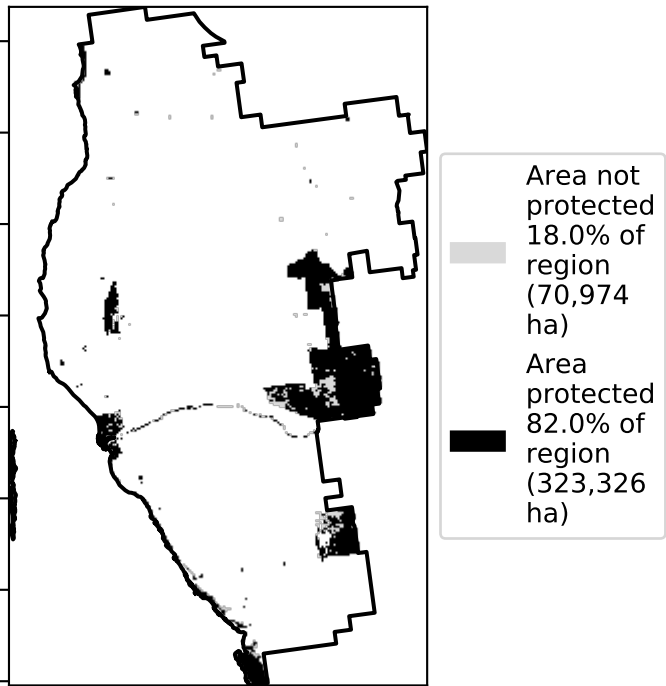 Area not
protected
18.0% of
region
(70,974
ha)
Area
protected
82.0% of
region
(323,326
ha)